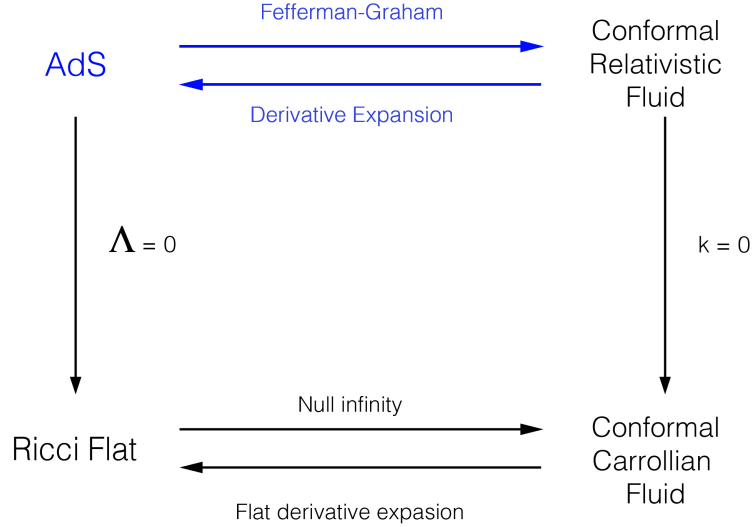 Fefferman-Graham
AdS
Conformal
Relativistic
Fluid
Derivative Expansion
Λ = 0
k = 0
Null infinity
Ricci Flat
Conformal
Carrollian
Fluid
Flat derivative expasion